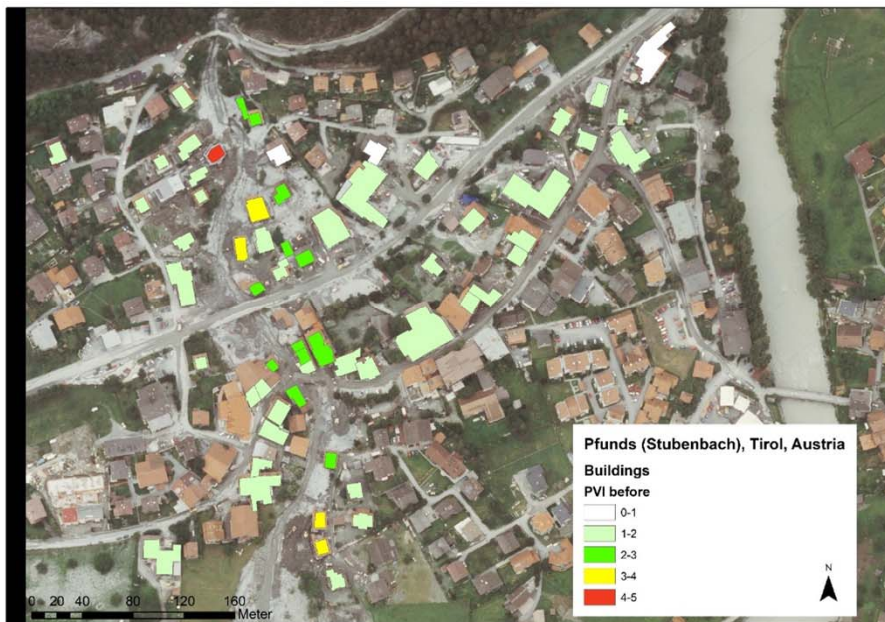 Pfunds (Stubenbach), Tirol, Austria
Buildings
PVI before
0-1
1-2
2-3
3-4
4-5
N
0 20 40 80 120 160
Meter